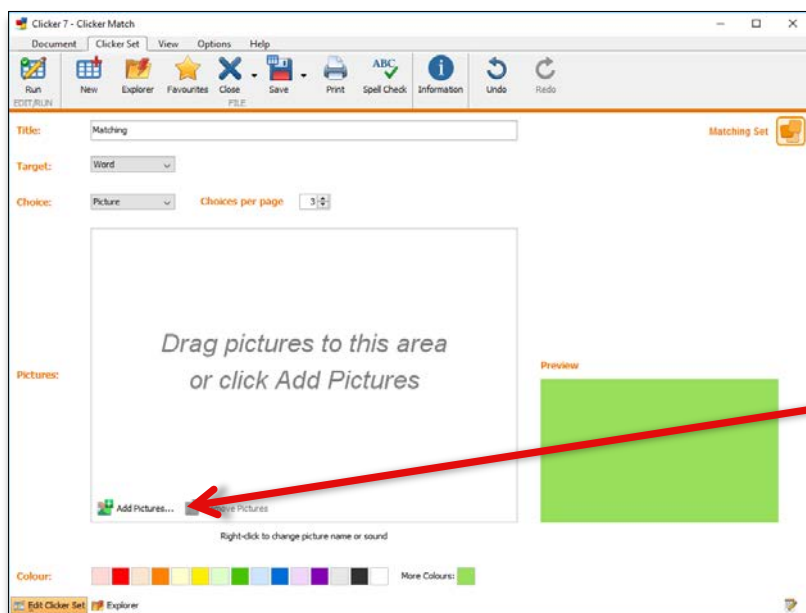 Clicker 7 - Clicker Match
Document Clicker Set View Options Help
Run New Explorer Favourites Close Save Print Spell Check Information Undo Redo
ABC
EDIT/RUN FILE
Title: Matching Matching Set
Target: Word
Choice: Picture Choices per page 3
Drag pictures to this area
or click Add Pictures
Pictures:
Preview
Add Pictures... Pictures
Right-click to change picture name or sound
Colour: More Colours:
Edit Clicker Set Explorer